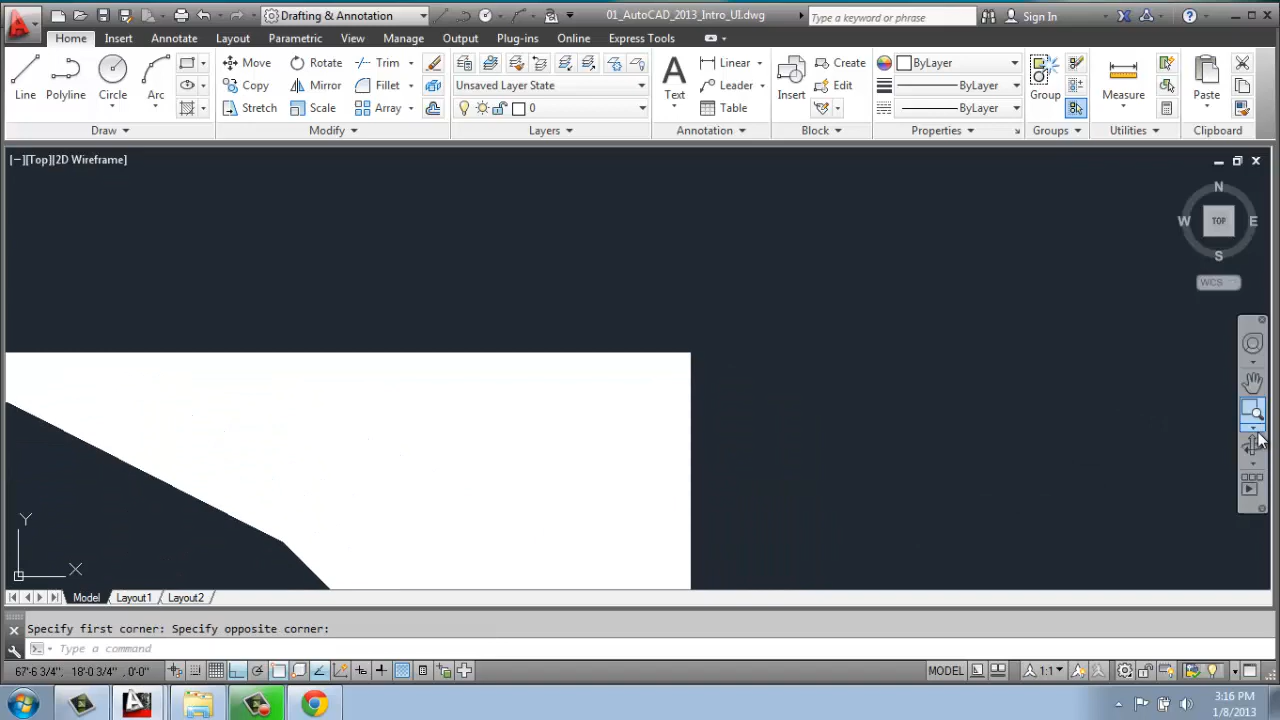 Drafting & Annotation
01_AutoCAD_2013_Intro_UI.dwg
Type a keyword or phrase
Sign In
Home Insert Annotate Layout Parametric View Manage Output Plug-ins Online Express Tools
Line Polyline Circle Arc
Move Rotate Trim
Copy Mirror Fillet
Stretch Scale Array
Unsaved Layer State
0
Text
Linear
Leader
Table
Insert
Create
Edit
ByLayer
ByLayer
ByLayer
Group
Measure
Paste
Draw Modify Layers Annotation Block Properties Groups Utilities Clipboard
[−][Top][2D Wireframe]
N
W TOP E
S
WCS
Y
X
Model Layout1 Layout2
Specify first corner: Specify opposite corner:
Type a command
67'-6 3/4", 18'-0 3/4", 0'-0"
MODEL
1:1
3:16 PM
1/8/2013